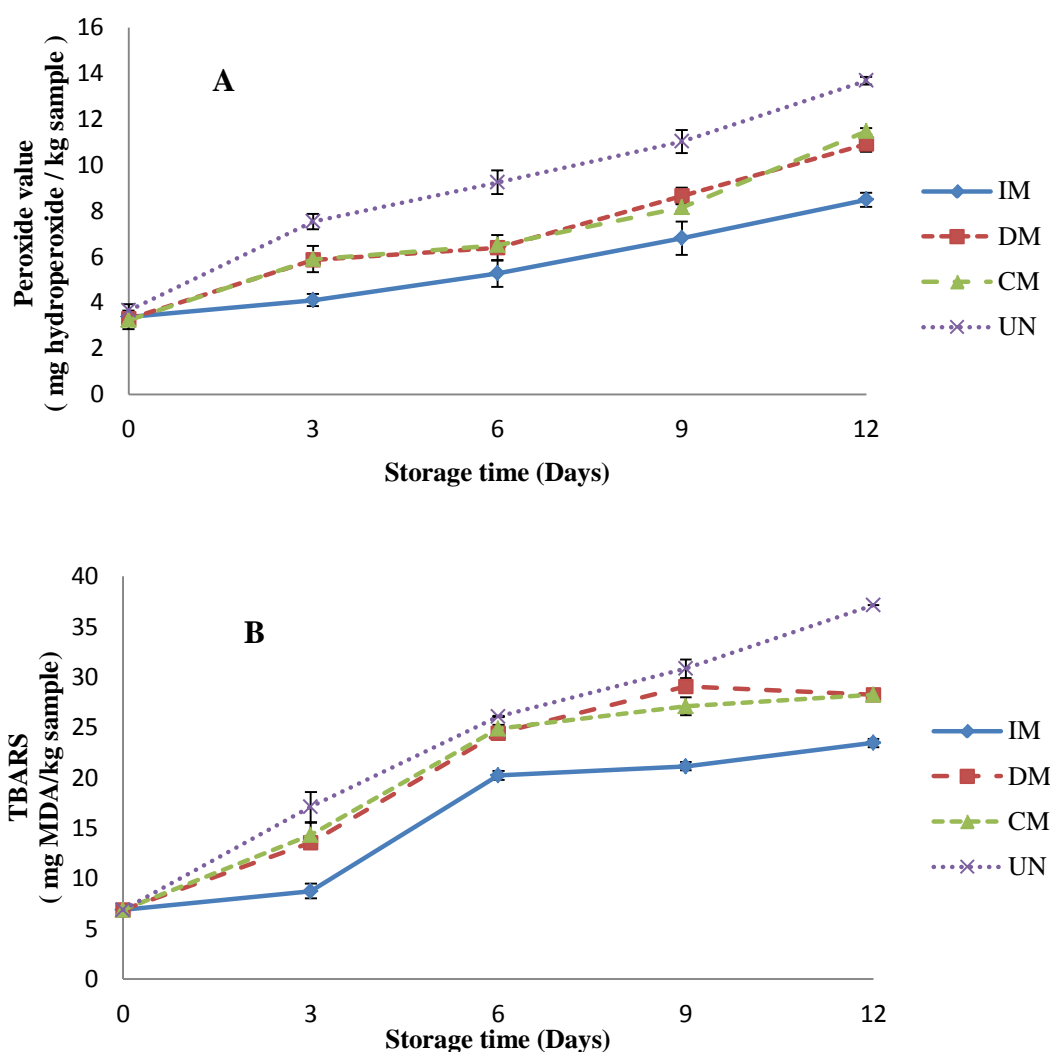 16
14
12
10
8
6
4
2
0
A
Peroxide value
( mg hydroperoxide / kg sample )
0 3 6 9 12
Storage time (Days)
IM
DM
CM
UN
40
35
30
25
20
15
10
5
0
B
TBARS
( mg MDA/kg sample)
0 3 6 9 12
Storage time (Days)
IM
DM
CM
UN